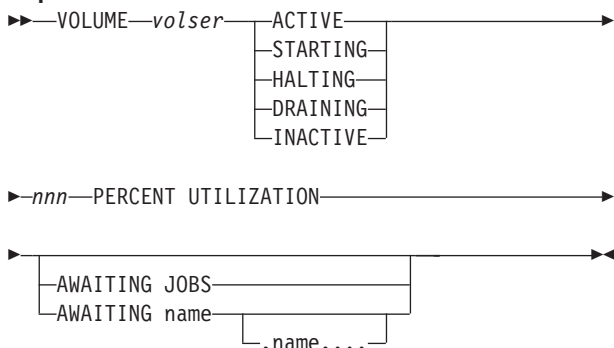 VOLUME volser ACTIVE
STARTING
HALTING
DRAINING
INACTIVE
nnn PERCENT UTILIZATION
AWAITING JOBS
AWAITING name
.name....